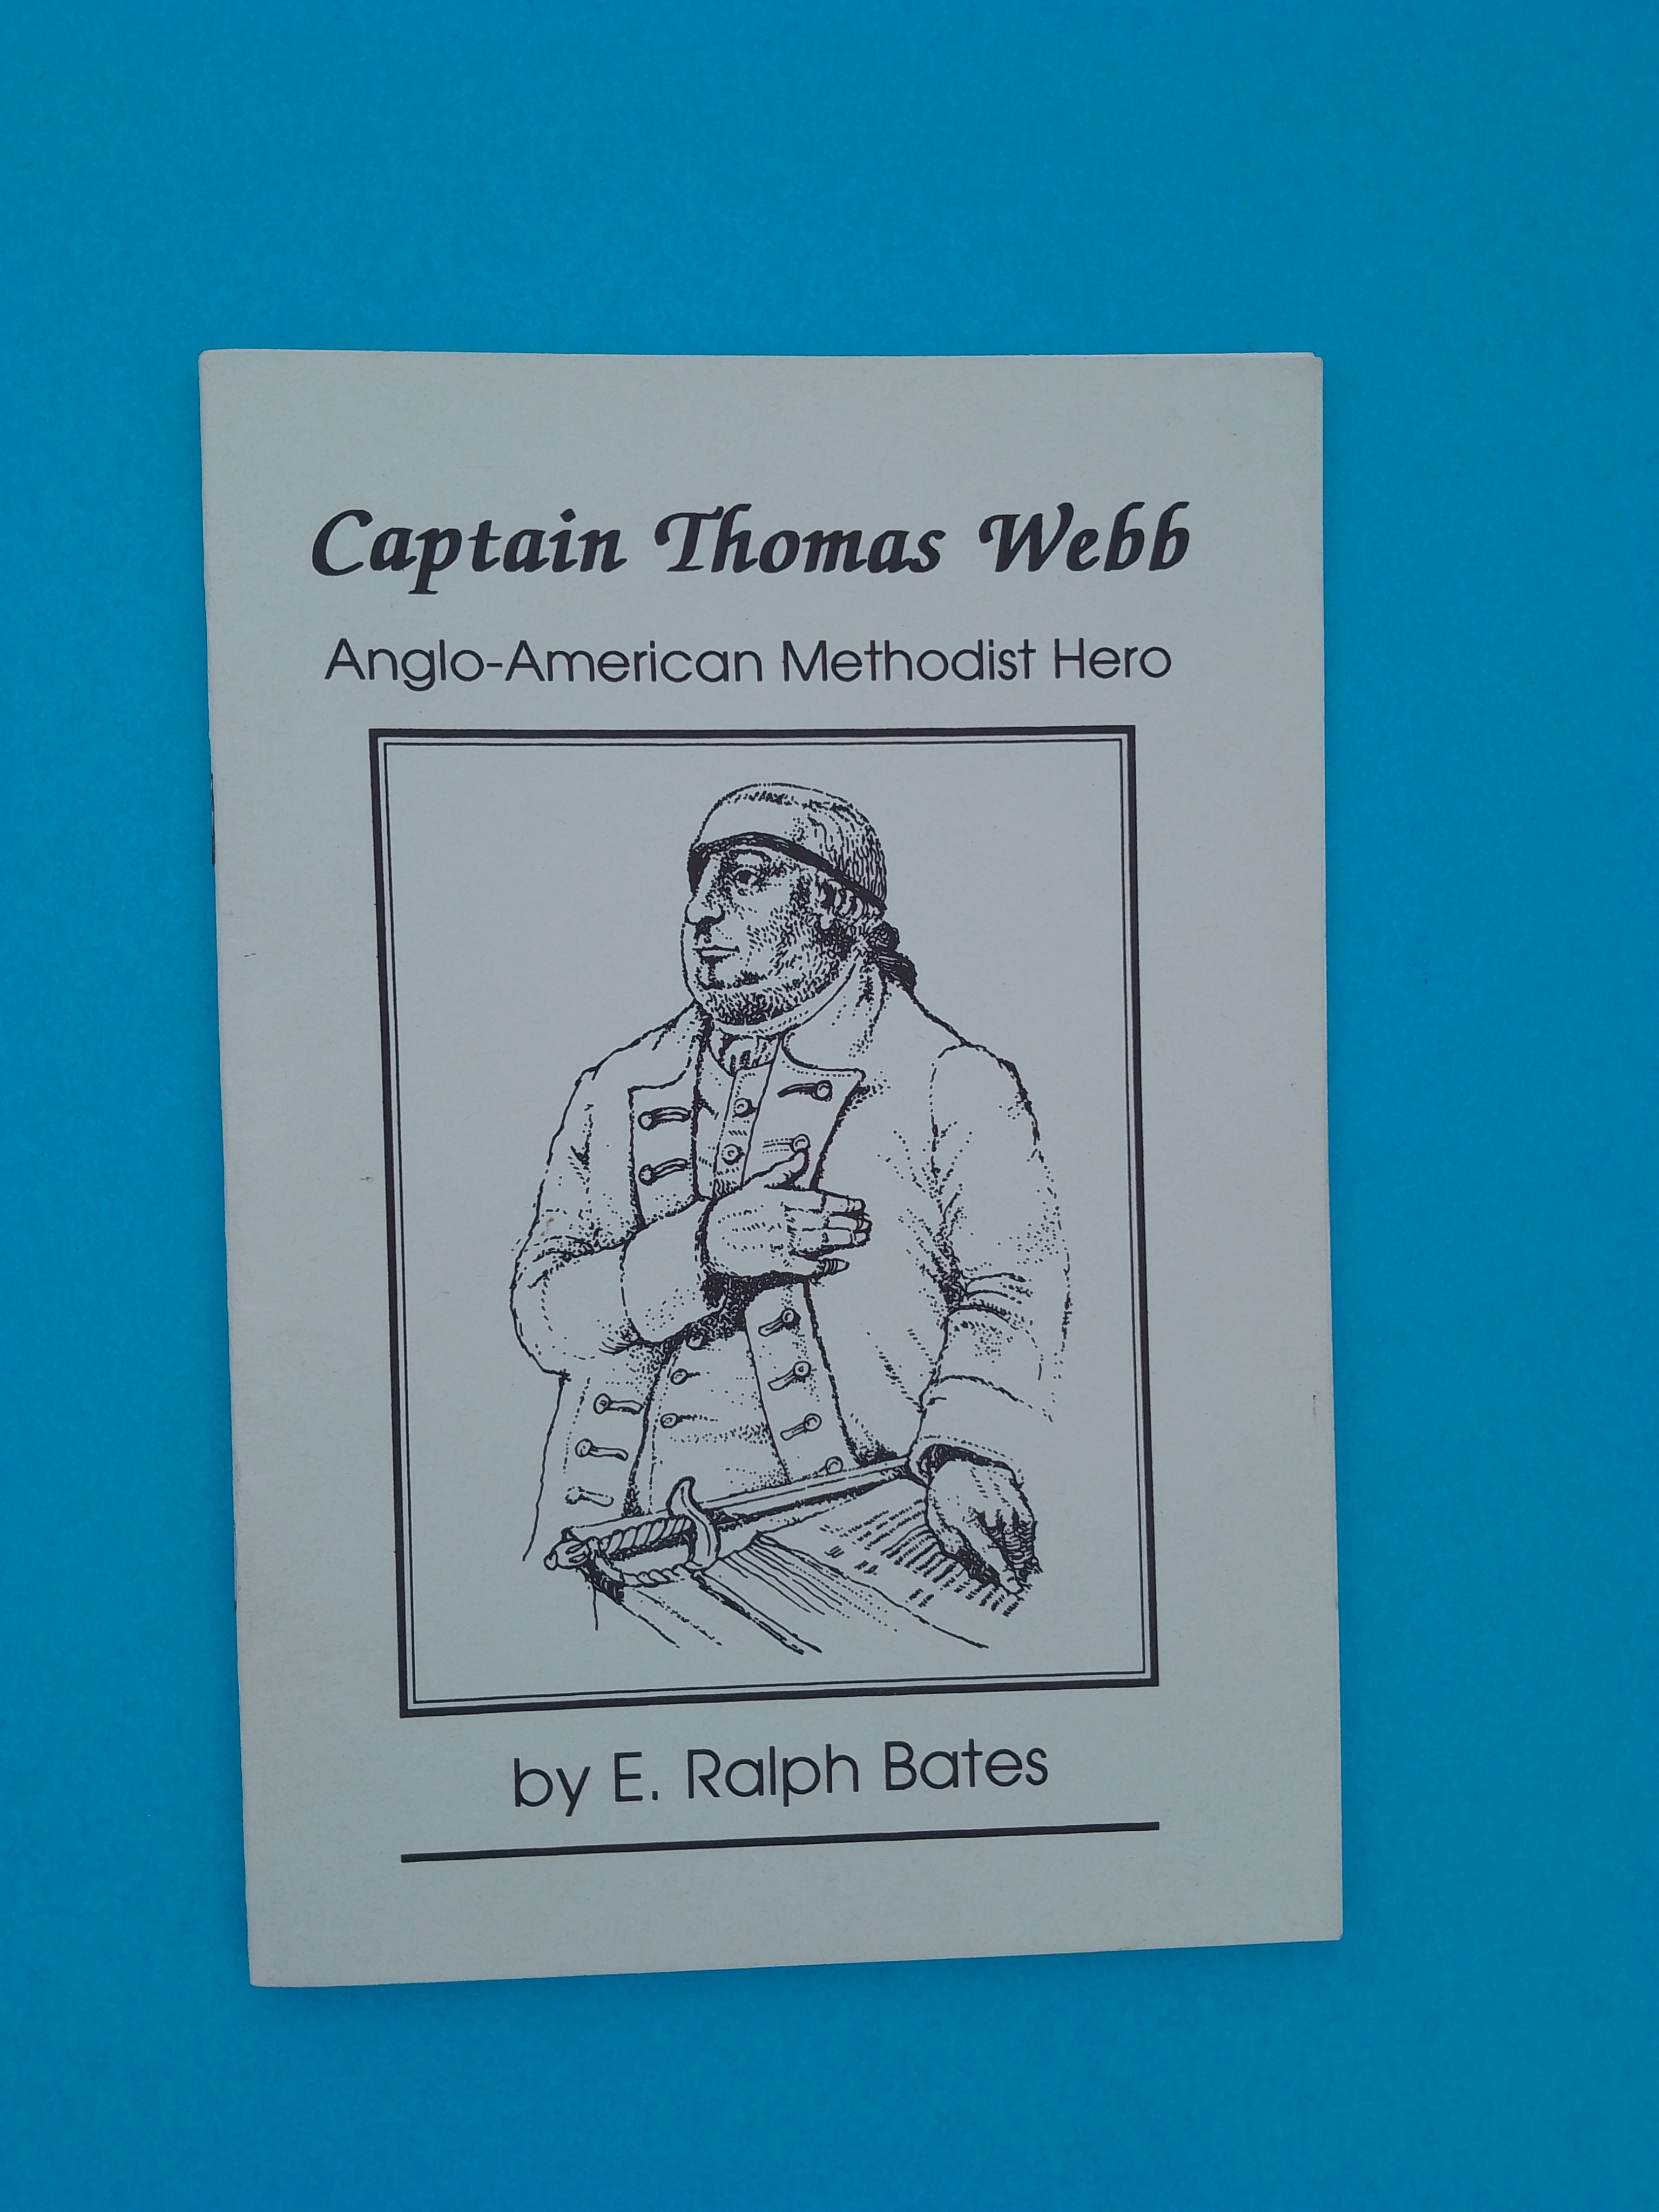 Captain Thomas Webb
Anglo-American Methodist Hero
by E. Ralph Bates